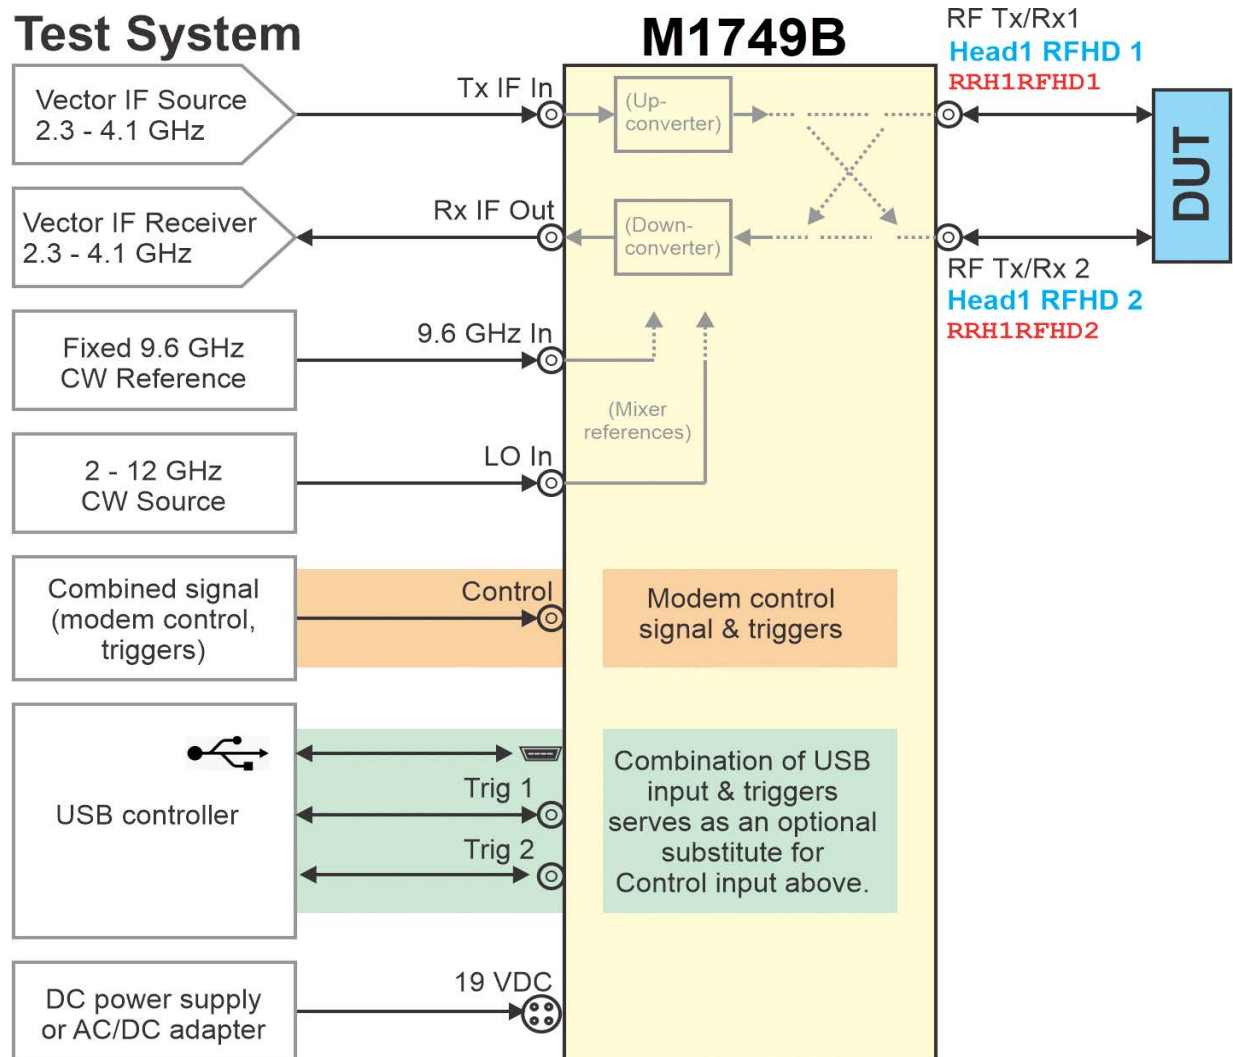 Test System
M1749B
RF Tx/Rx1
Head1 RFHD 1
RRH1RFHD1
Vector IF Source
2.3 - 4.1 GHz
Tx IF In
(Up-
converter)
DUT
Vector IF Receiver
2.3 - 4.1 GHz
Rx IF Out
(Down-
converter)
RF Tx/Rx 2
Head1 RFHD 2
RRH1RFHD2
Fixed 9.6 GHz
CW Reference
9.6 GHz In
(Mixer
references)
2 - 12 GHz
CW Source
LO In
Combined signal
(modem control,
triggers)
Control
Modem control
signal & triggers
USB controller
Trig 1
Trig 2
Combination of USB
input & triggers
serves as an optional
substitute for
Control input above.
DC power supply
or AC/DC adapter
19 VDC